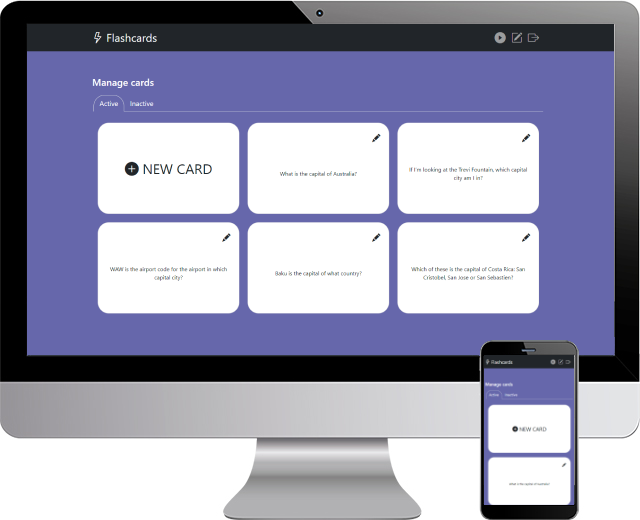 Flashcards
Manage cards
Active Inactive
NEW CARD
What is the capital of Australia?
If I'm looking at the Trevi Fountain, which capital
city am I in?
WAW is the airport code for the airport in which
capital city?
Baku is the capital of what country?
Which of these is the capital of Costa Rica: San
Cristobel, San Jose or San Sebastien?
Flashcards
Manage cards
Active Inactive
NEW CARD
What is the capital of Australia?